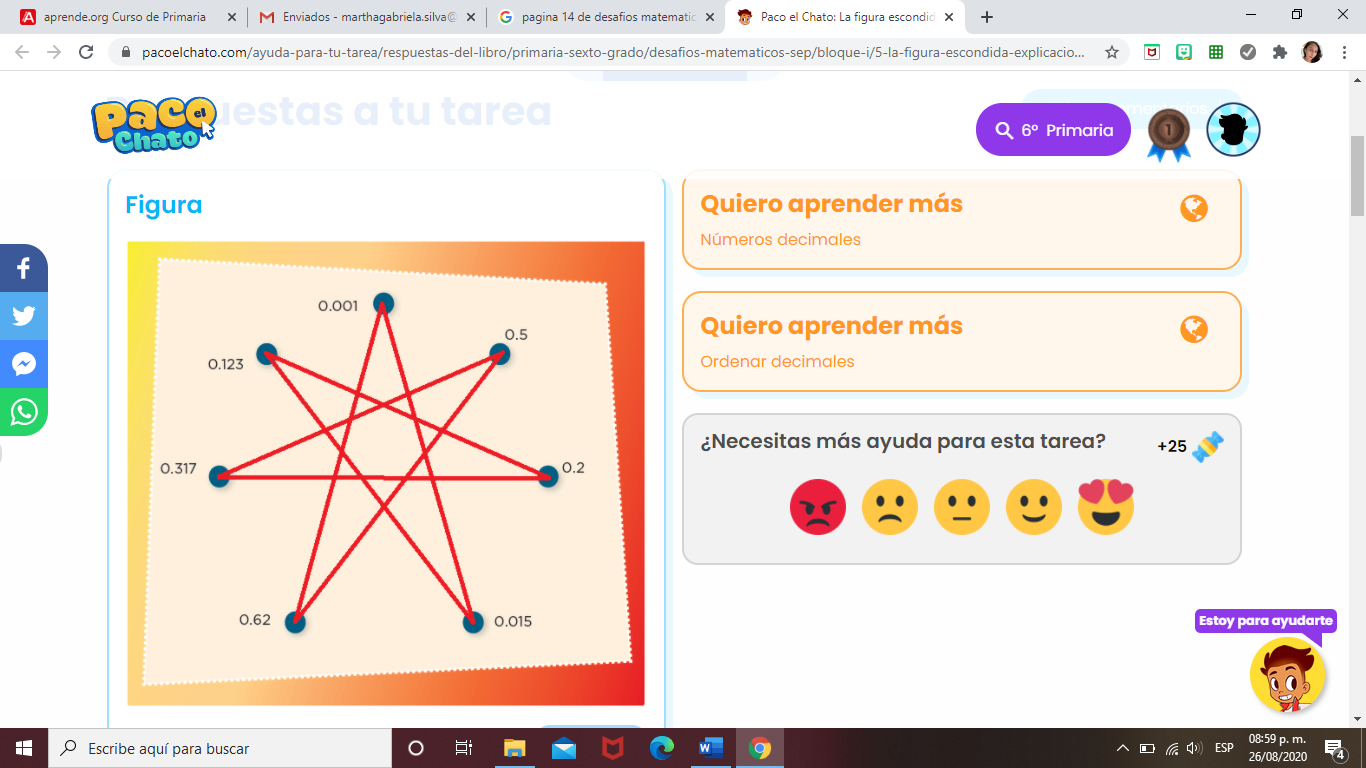 aprende.org Curso de Primaria
Enviados - marthagabriela.silva@
pagina 14 de desafios matematic
Paco el Chato: La figura escondid
pacoelchato.com/ayuda-para-tu-tarea/respuestas-del-libro/primaria-sexto-grado/desafios-matematicos-sep/bloque-i/5-la-figura-escondida-explicacio...
Paco el Chato
uestas a tu tarea
6° Primaria
1
Figura
0.001
0.5
0.123
0.317
0.2
0.62
0.015
Quiero aprender más
Números decimales
Quiero aprender más
Ordenar decimales
¿Necesitas más ayuda para esta tarea?
+25
Estoy para ayudarte
Escribe aquí para buscar
ESP
08:59 p. m.
26/08/2020
4